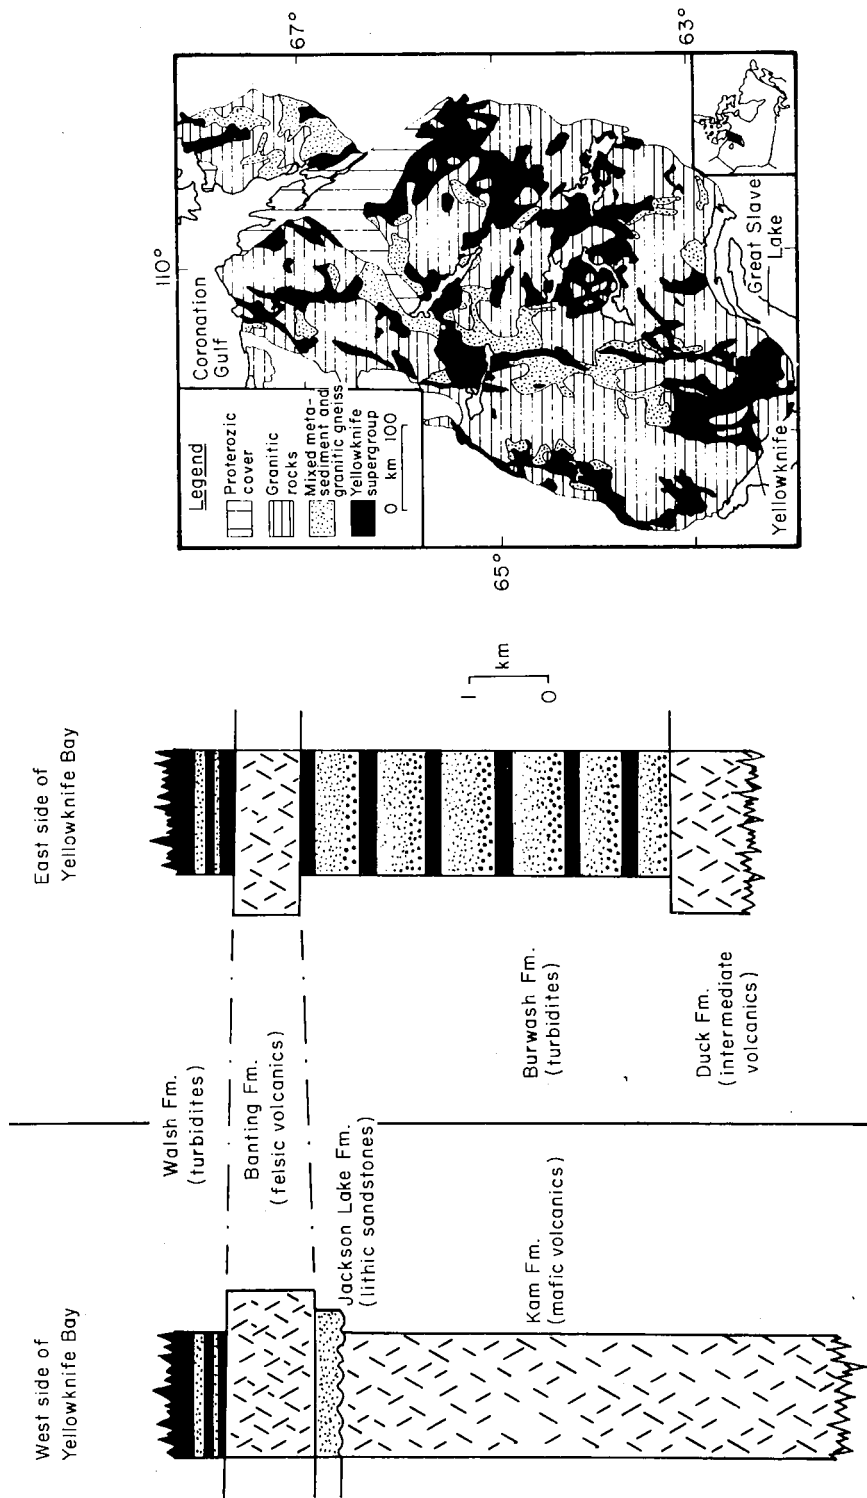 West side of
Yellowknife Bay
East side of
Yellowknife Bay
Walsh Fm.
(turbidites)
Banting Fm.
(felsic volcanics)
Jackson Lake Fm.
(lithic sandstones)
Kam Fm.
(mafic volcanics)
Burwash Fm.
(turbidites)
Duck Fm.
(intermediate
volcanics)
1
km
0
110°
67°
65°
63°
Coronation
Gulf
Legend
Proterozic
cover
Granitic
rocks
Mixed meta-
sediment and
granitic gneiss
Yellowknife
supergroup
0 km 100
Yellowknife
Great Slave
Lake